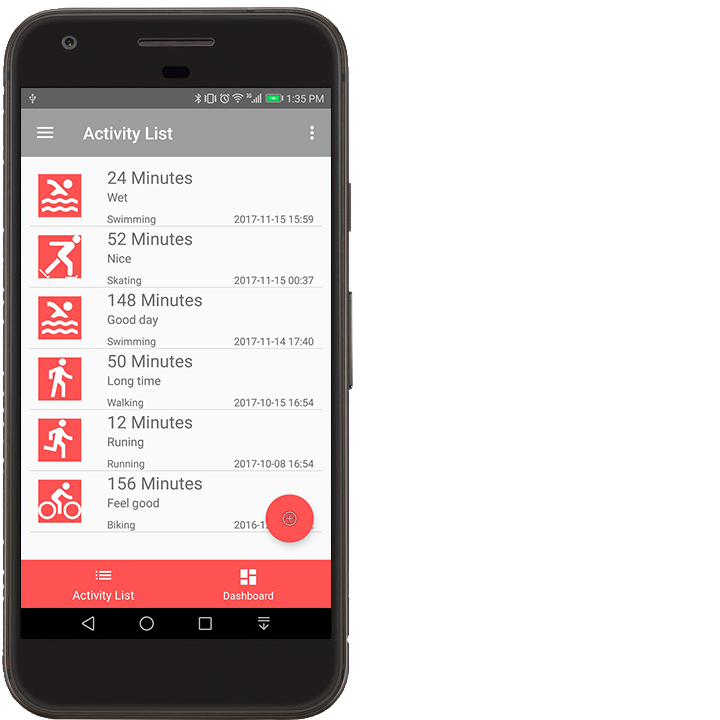 3G 1:35 PM
Activity List
24 Minutes
Wet
Swimming 2017-11-15 15:59
52 Minutes
Nice
Skating 2017-11-15 00:37
148 Minutes
Good day
Swimming 2017-11-14 17:40
50 Minutes
Long time
Walking 2017-10-15 16:54
12 Minutes
Runing
Running 2017-10-08 16:54
156 Minutes
Feel good
Biking 2016-1
Activity List Dashboard